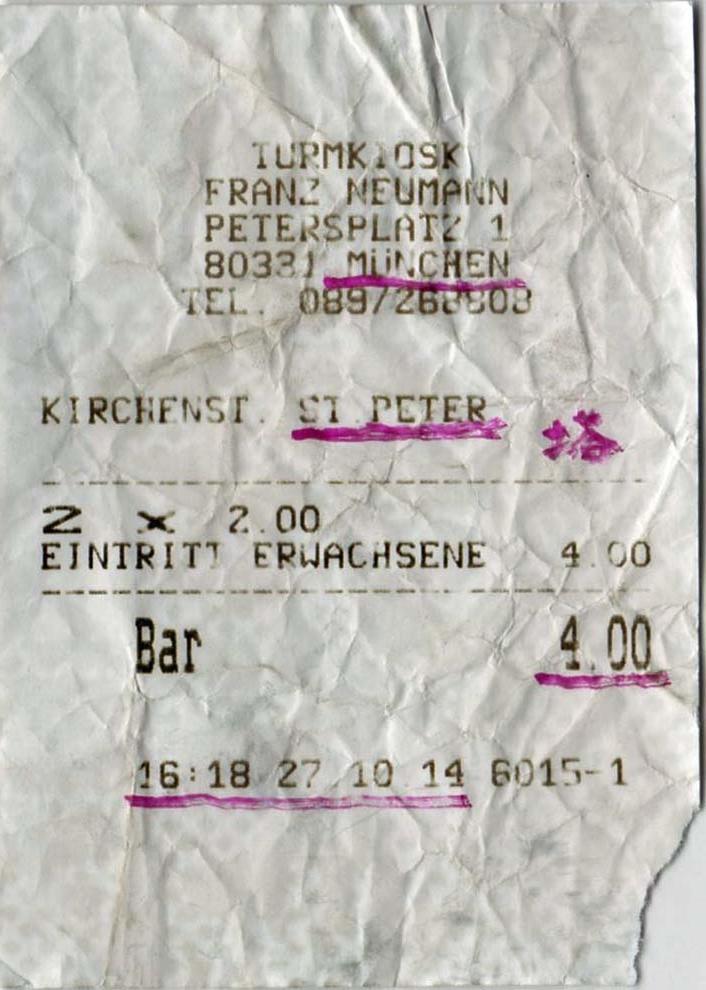 TURMKIOSK
FRANZ NEUMANN
PETERSPLATZ 1
80331 MÜNCHEN
TEL. 089/268808
KIRCHENST. ST.PETER 塔
2 x 2.00
EINTRITT ERWACHSENE 4.00
Bar 4.00
16:18 27 10 14 6015-1